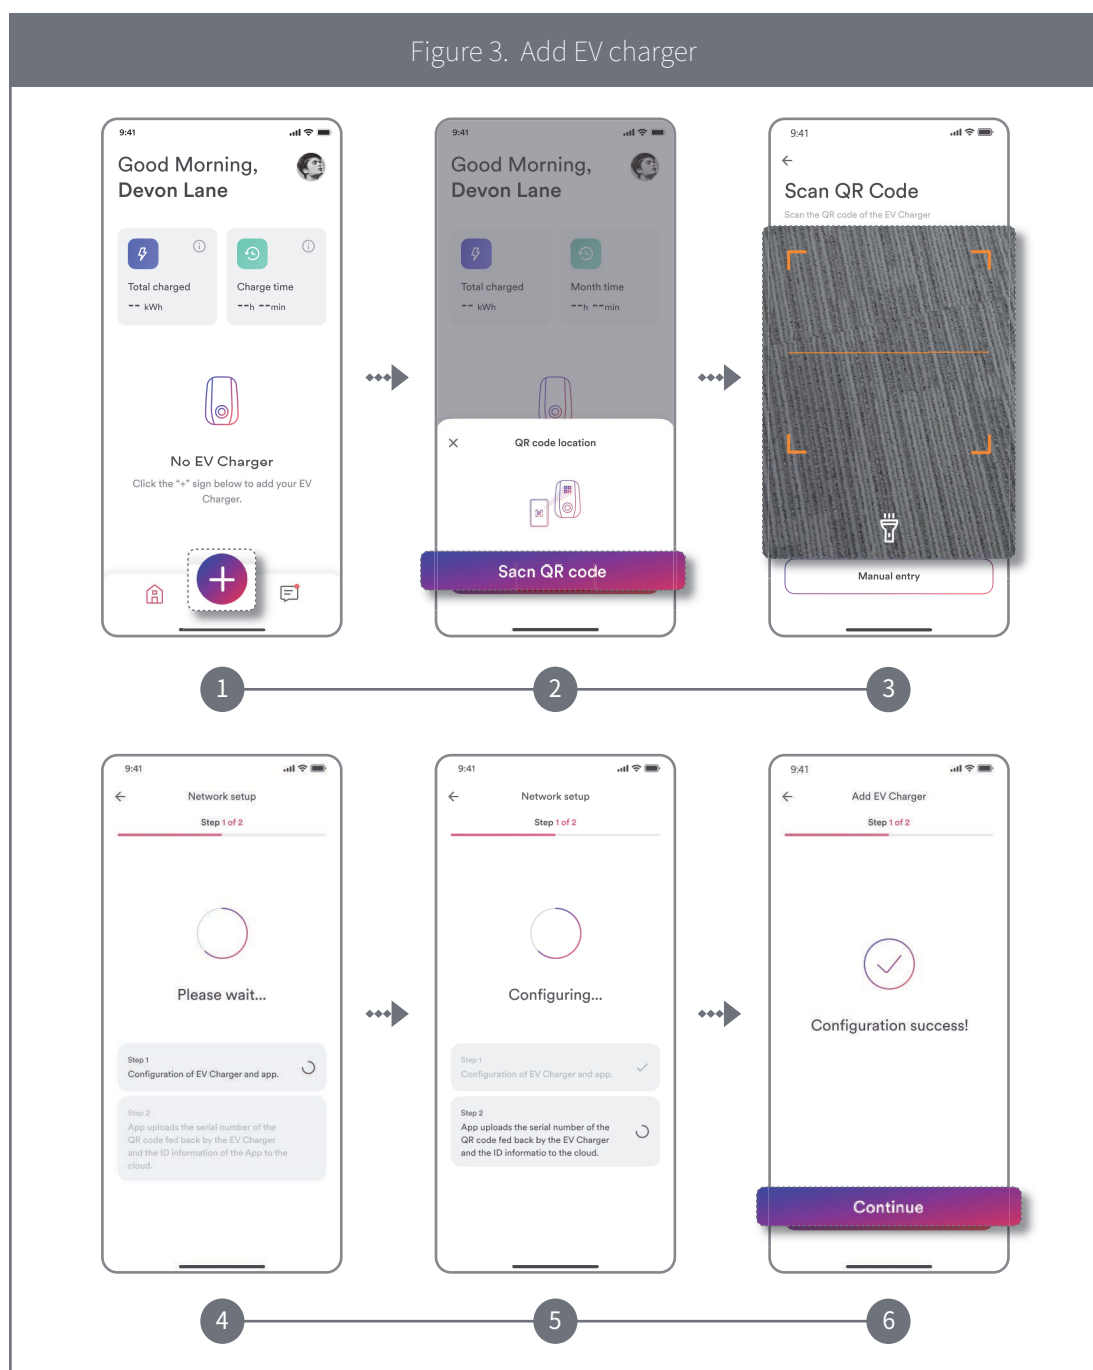 Figure 3. Add EV charger
9:41
Good Morning,
Devon Lane
Total charged
-- kWh
Charge time
--h --min
No EV Charger
Click the “+” sign below to add your EV
Charger.
1
9:41
Good Morning,
Devon Lane
Total charged
-- kWh
Month time
--h --min
QR code location
Sacn QR code
2
9:41
Scan QR Code
Scan the QR code of the EV Charger
Manual entry
3
9:41
Network setup
Step 1 of 2
Please wait...
Step 1
Configuration of EV Charger and app.
Step 2
App uploads the serial number of the
QR code fed back by the EV Charger
and the ID information of the App to the
cloud.
4
9:41
Network setup
Step 1 of 2
Configuring...
Step 1
Configuration of EV Charger and app.
Step 2
App uploads the serial number of the
QR code fed back by the EV Charger
and the ID informatio to the cloud.
5
9:41
Add EV Charger
Step 1 of 2
Configuration success!
Continue
6